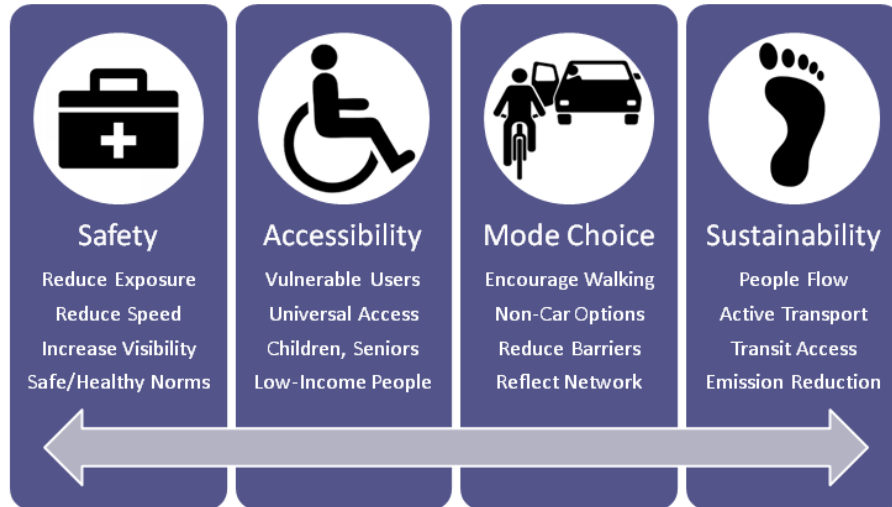 Safety
Reduce Exposure
Reduce Speed
Increase Visibility
Safe/Healthy Norms
Accessibility
Vulnerable Users
Universal Access
Children, Seniors
Low-Income People
Mode Choice
Encourage Walking
Non-Car Options
Reduce Barriers
Reflect Network
Sustainability
People Flow
Active Transport
Transit Access
Emission Reduction